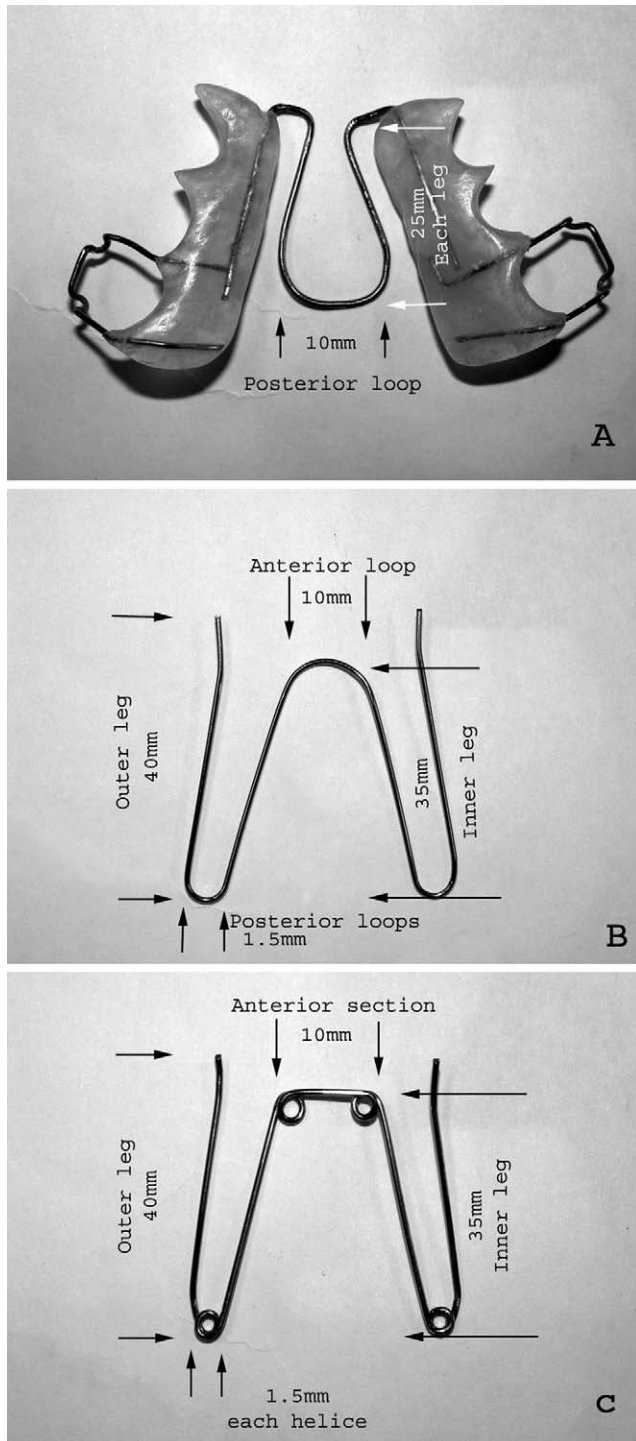 25mm
Each leg
10mm
Posterior loop
A
Anterior loop
10mm
Outer leg
40mm
35mm
Inner leg
Posterior loops
1.5mm
B
Anterior section
10mm
Outer leg
40mm
35mm
Inner leg
1.5mm
each helice
C